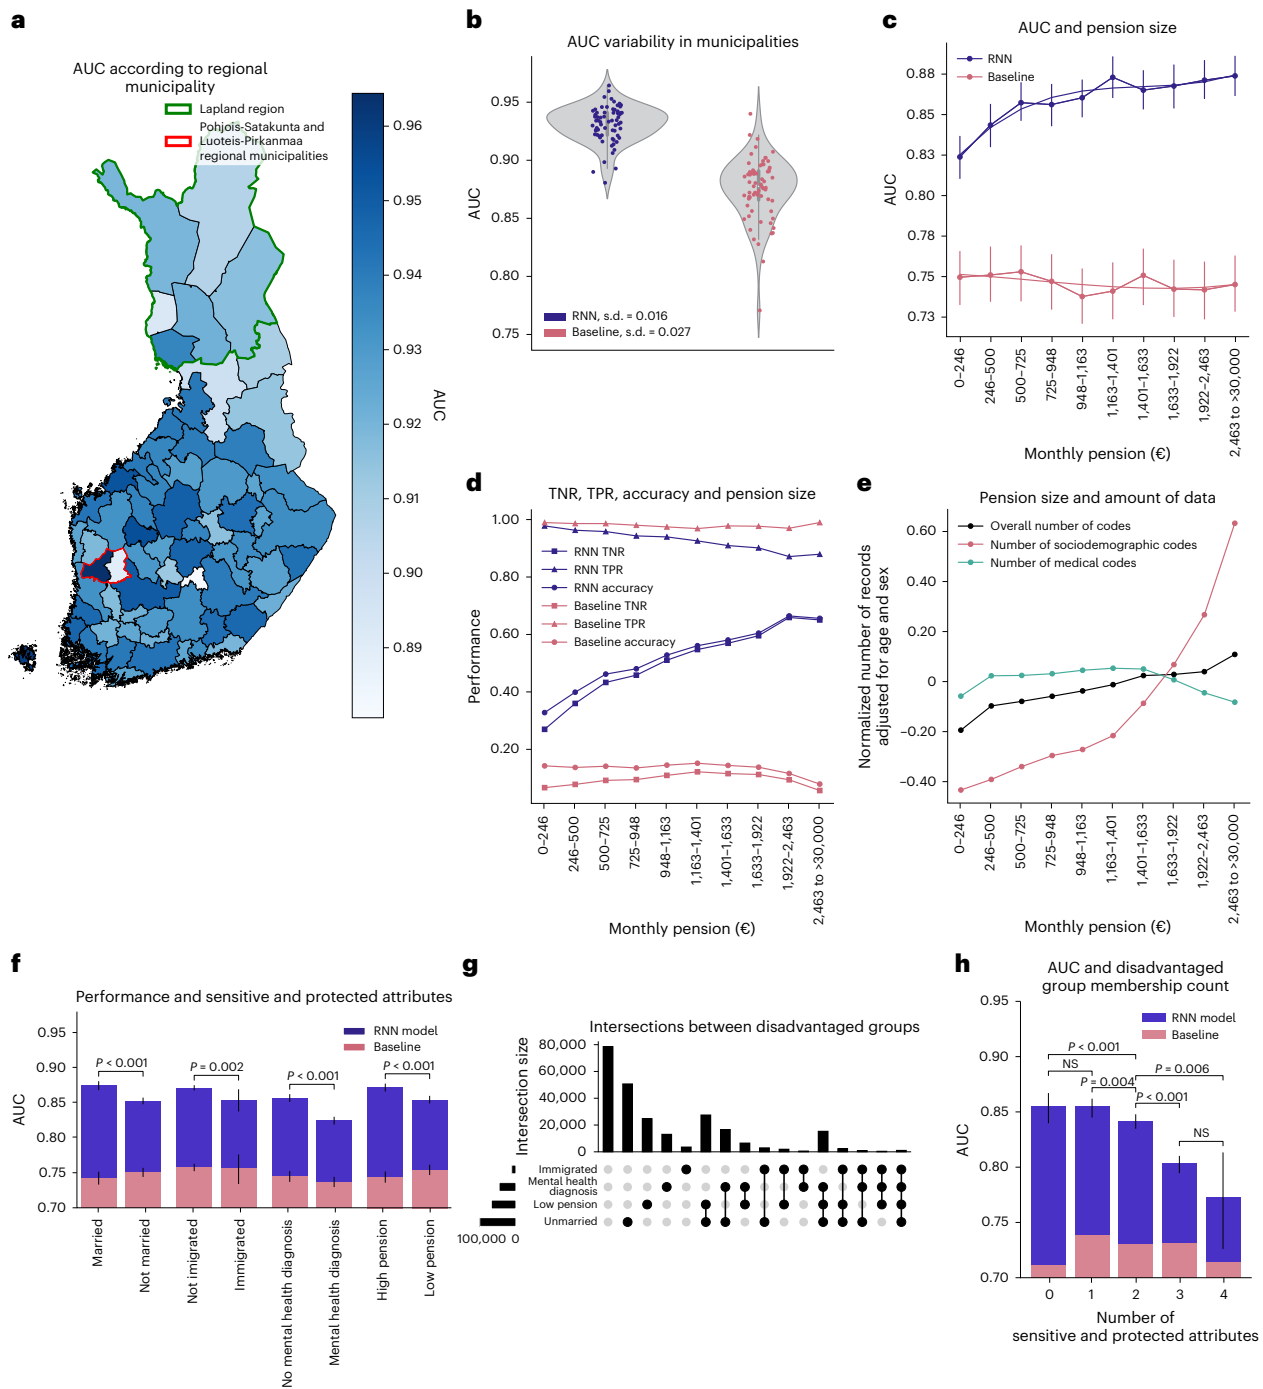 a
AUC according to regional
municipality
Lapland region
Pohjois-Satakunta and
Luoteis-Pirkanmaa
regional municipalities
0.96
0.95
0.94
0.93
0.92
0.91
0.90
0.89
AUC
b
AUC variability in municipalities
AUC
0.95
0.90
0.85
0.80
0.75
RNN, s.d. = 0.016
Baseline, s.d. = 0.027
c
AUC and pension size
RNN
Baseline
AUC
0.88
0.85
0.83
0.80
0.78
0.75
0.73
0–246
246–500
500–725
725–948
948–1,163
1,163–1,401
1,401–1,633
1,633–1,922
1,922–2,463
2,463 to >30,000
Monthly pension (€)
d
TNR, TPR, accuracy and pension size
Performance
1.00
0.80
0.60
0.40
0.20
RNN TNR
RNN TPR
RNN accuracy
Baseline TNR
Baseline TPR
Baseline accuracy
0–246
246–500
500–725
725–948
948–1,163
1,163–1,401
1,401–1,633
1,633–1,922
1,922–2,463
2,463 to >30,000
Monthly pension (€)
e
Pension size and amount of data
Normalized number of records
adjusted for age and sex
0.60
0.40
0.20
0
–0.20
–0.40
Overall number of codes
Number of sociodemographic codes
Number of medical codes
0–246
246–500
500–725
725–948
948–1,163
1,163–1,401
1,401–1,633
1,633–1,922
1,922–2,463
2,463 to >30,000
Monthly pension (€)
f
Performance and sensitive and protected attributes
RNN model
Baseline
AUC
0.95
0.90
0.85
0.80
0.75
0.70
P < 0.001
P = 0.002
P < 0.001
P < 0.001
Married
Not married
Not imigrated
Immigrated
No mental health diagnosis
Mental health diagnosis
High pension
Low pension
g
Intersections between disadvantaged groups
Intersection size
80,000
60,000
40,000
20,000
0
Immigrated
Mental health
diagnosis
Low pension
Unmarried
100,000 0
h
AUC and disadvantaged
group membership count
RNN model
Baseline
AUC
0.95
0.90
0.85
0.80
0.75
0.70
P < 0.001
NS
P = 0.004
P = 0.006
P < 0.001
NS
0 1 2 3 4
Number of
sensitive and protected attributes